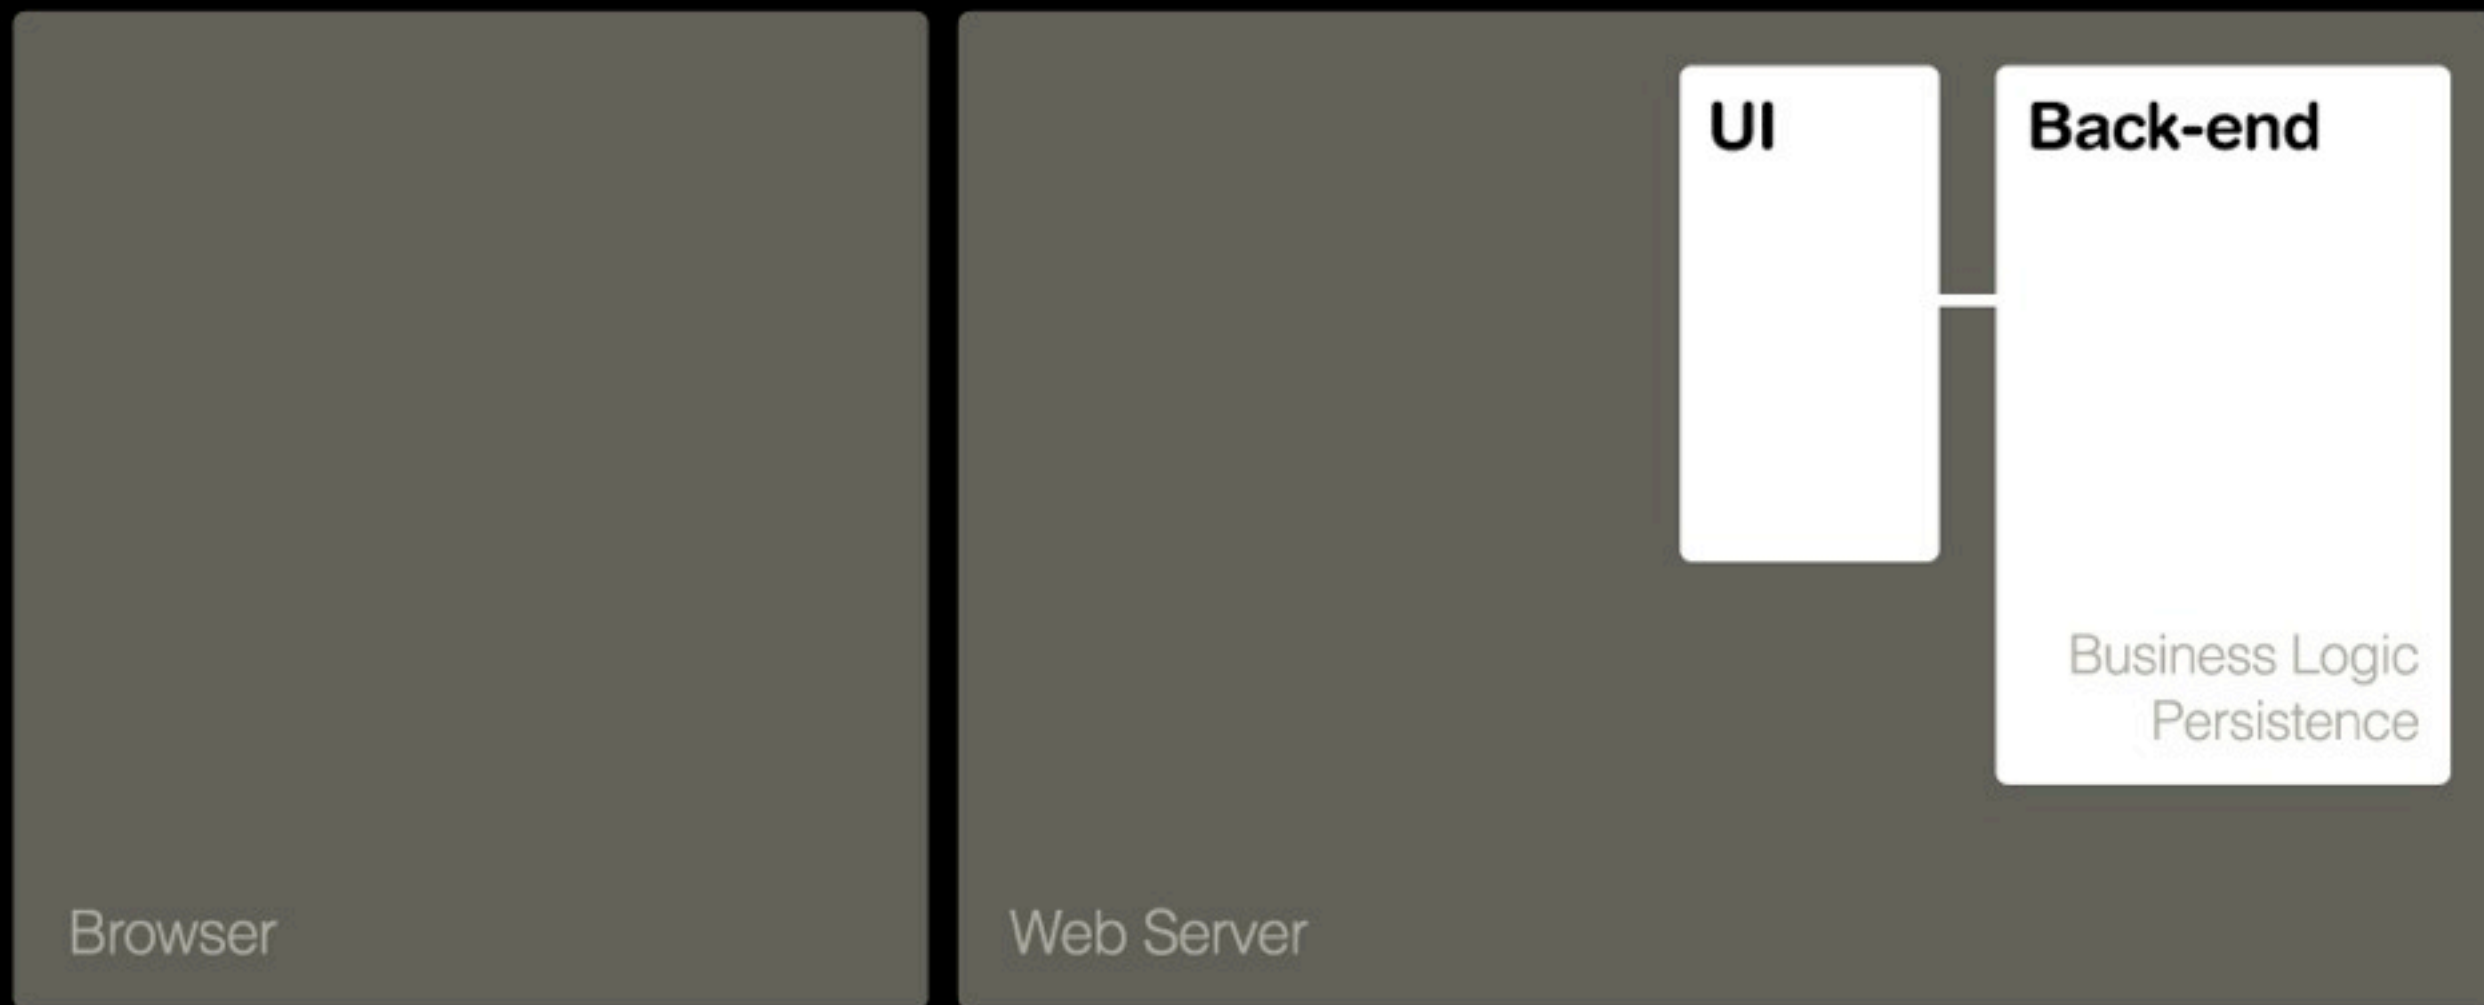 UI
Back-end
Business Logic
Persistence
Browser
Web Server